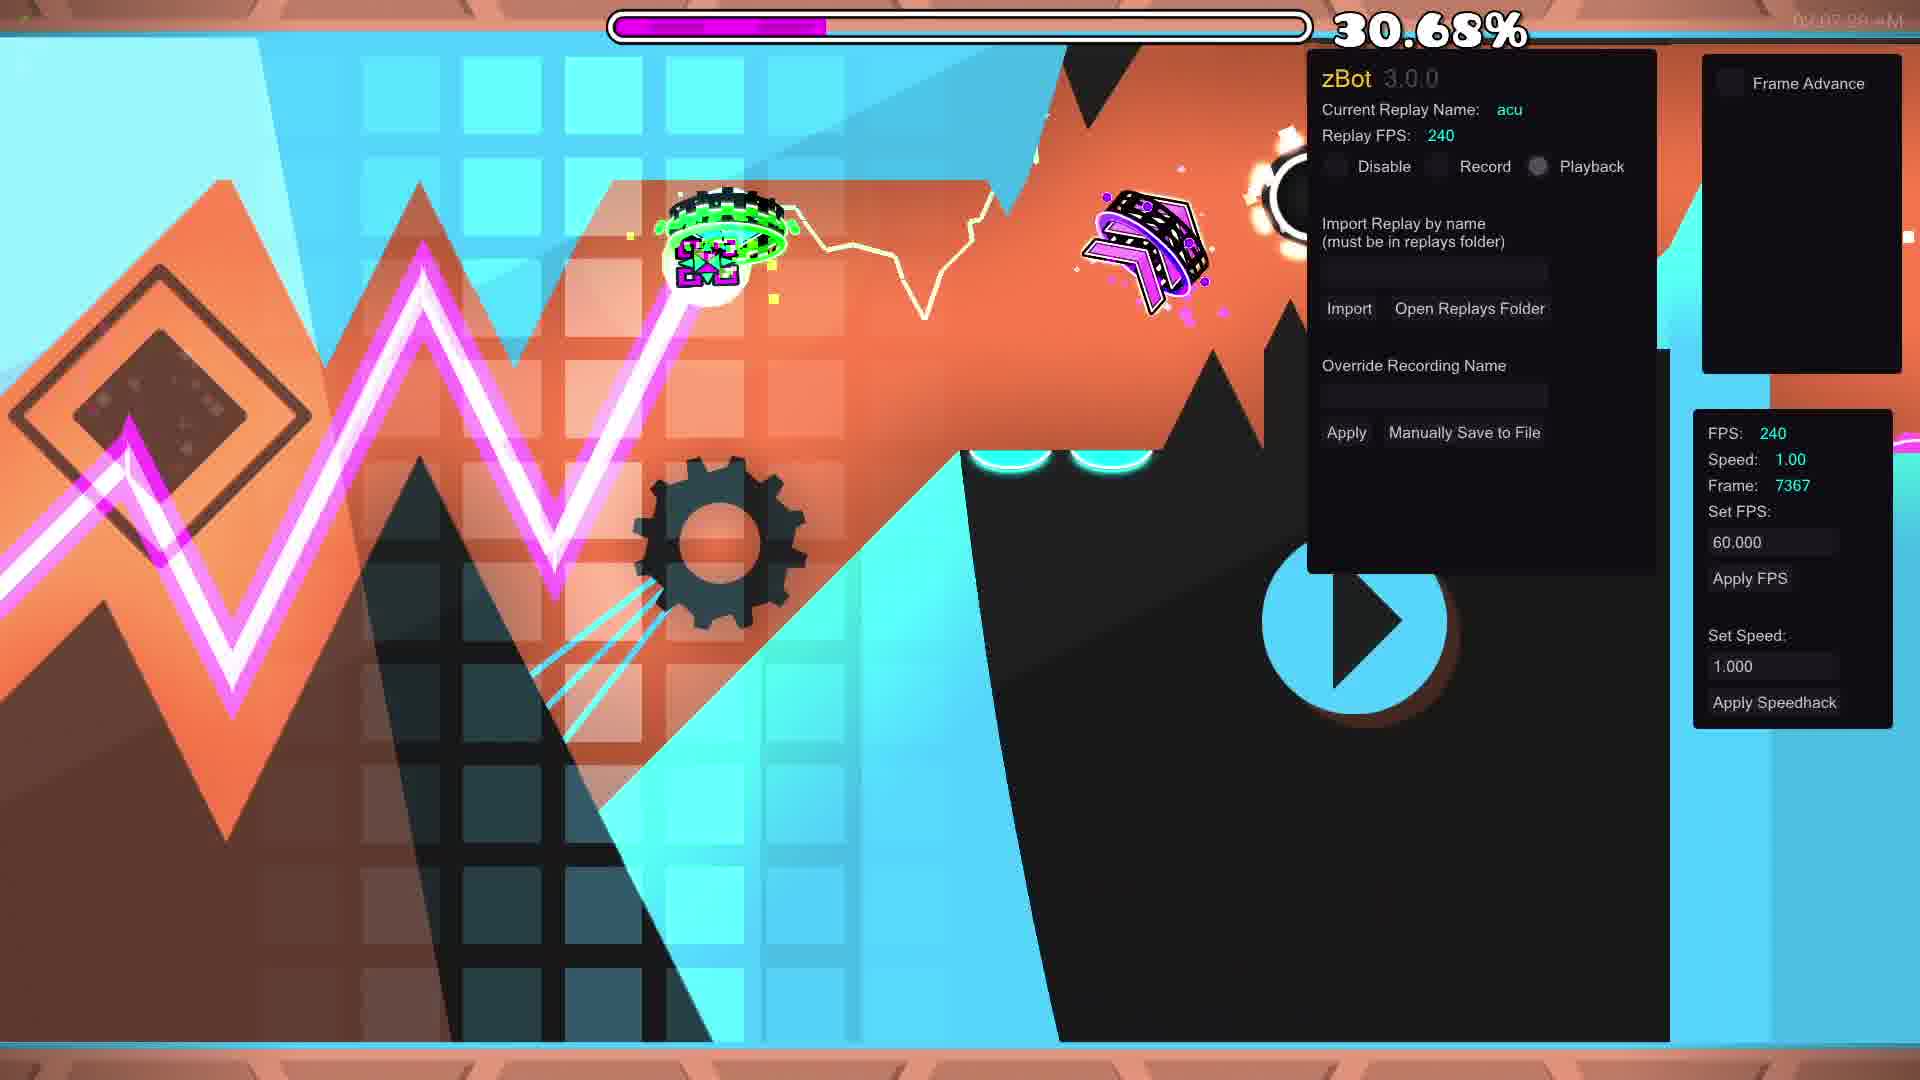 30.68%
zBot 3.0.0
Current Replay Name: acu
Replay FPS: 240
Disable Record Playback
Import Replay by name
(must be in replays folder)
Import Open Replays Folder
Override Recording Name
Apply Manually Save to File
Frame Advance
FPS: 240
Speed: 1.00
Frame: 7367
Set FPS:
60.000
Apply FPS
Set Speed:
1.000
Apply Speedhack